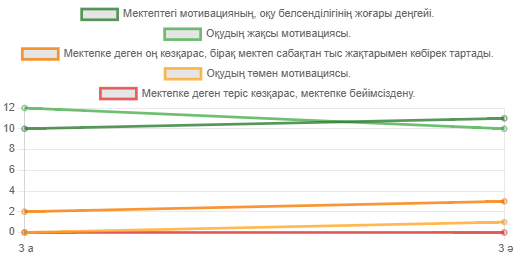 Мектептегі мотивацияның, оқу белсенділігінің жоғары деңгейі.
Оқудың жақсы мотивациясы.
Мектепке деген оң көзқарас, бірақ мектеп сабақтан тыс жақтарымен көбірек тартады.
Оқудың төмен мотивациясы.
Мектепке деген теріс көзқарас, мектепке бейімсіздену.
12
10
8
6
4
2
0
3 а
3 ә